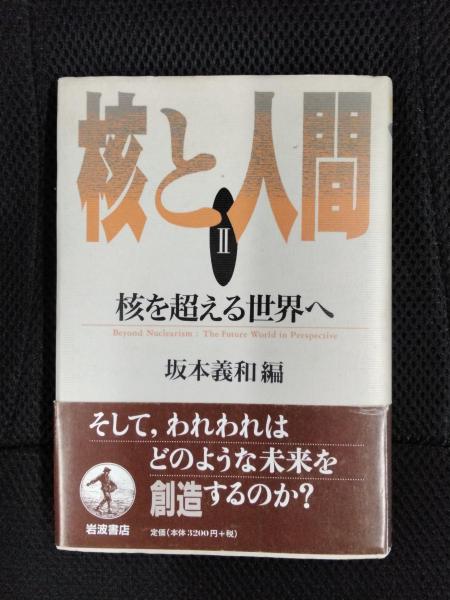 核と人間
II
核を超える世界へ
Beyond Nuclearism : The Future World in Perspective
坂本義和 編
そして，われわれは
どのような未来を
創造するのか？
岩波書店
定価(本体3200円+税)